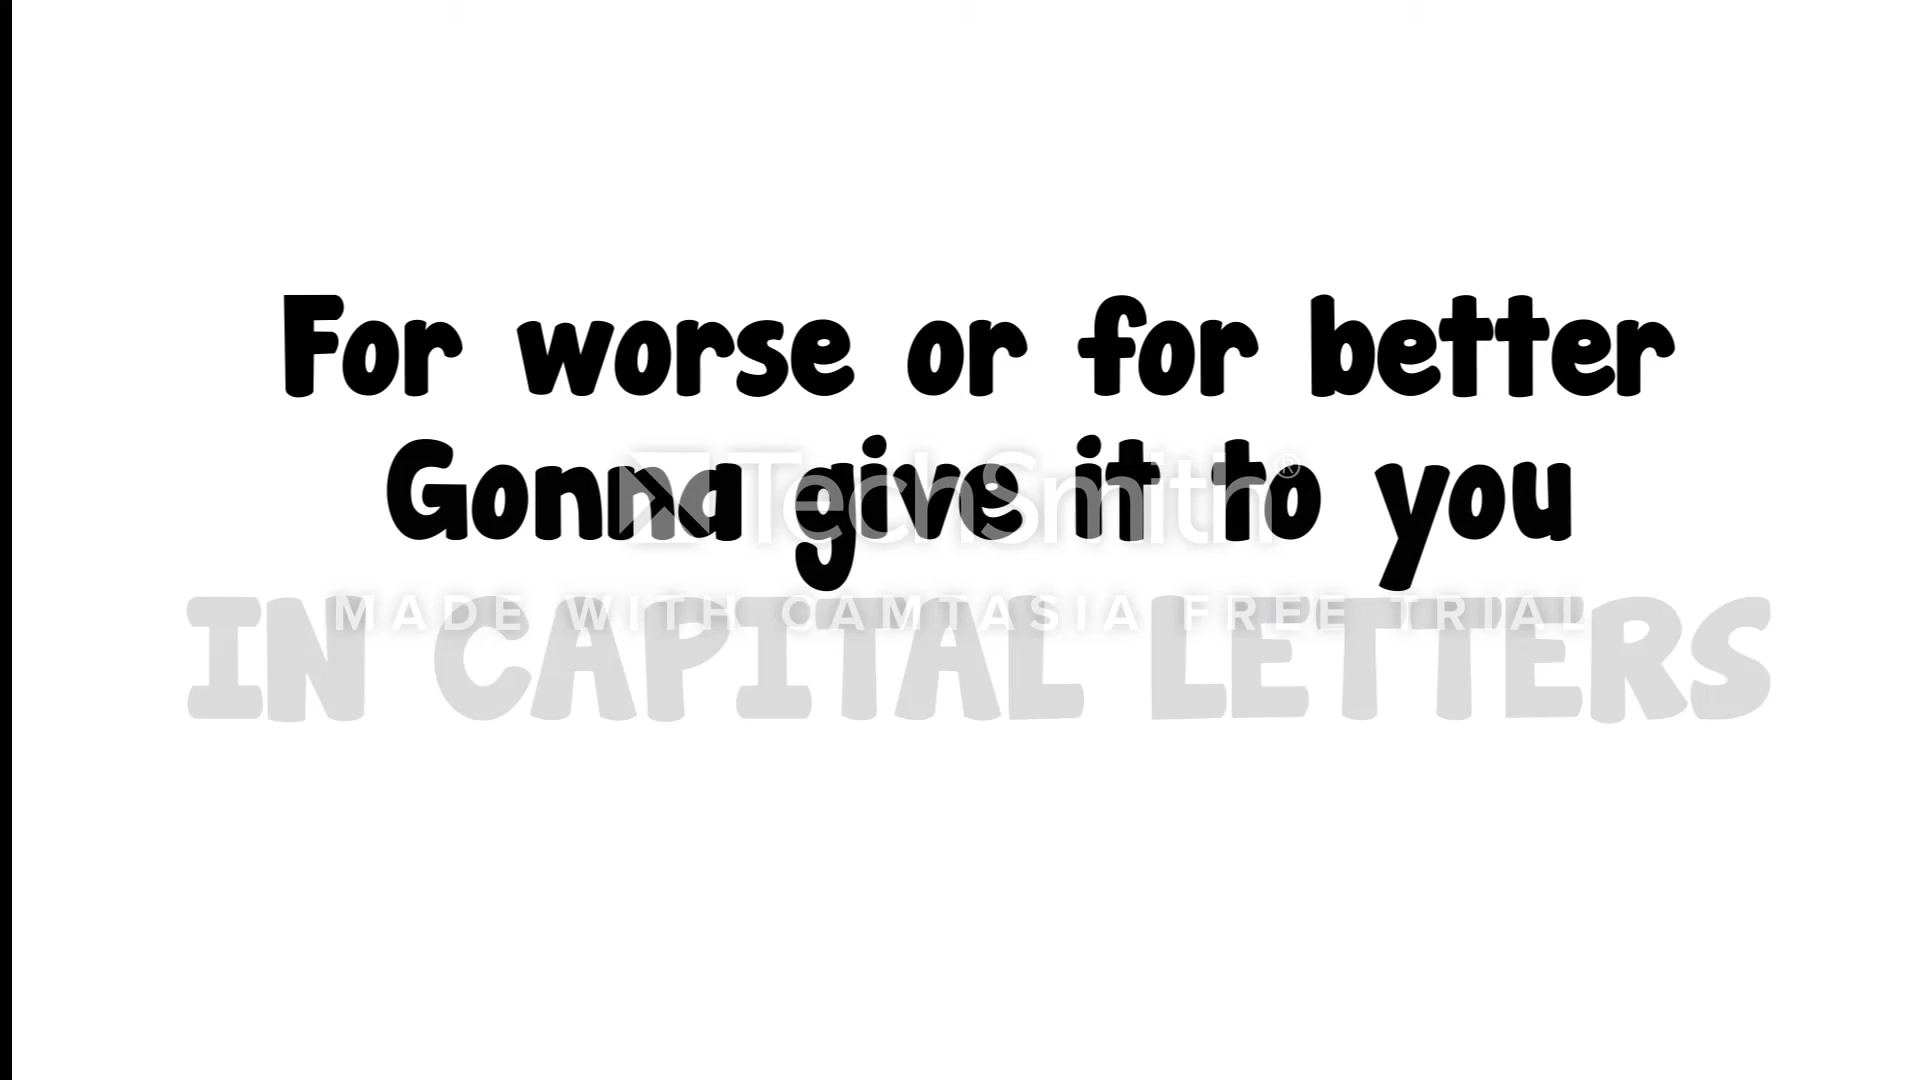 For worse or for better
Gonna give it to you
TechSmith®
IN CAPITAL LETTERS
MADE WITH CAMTASIA FREE TRIAL